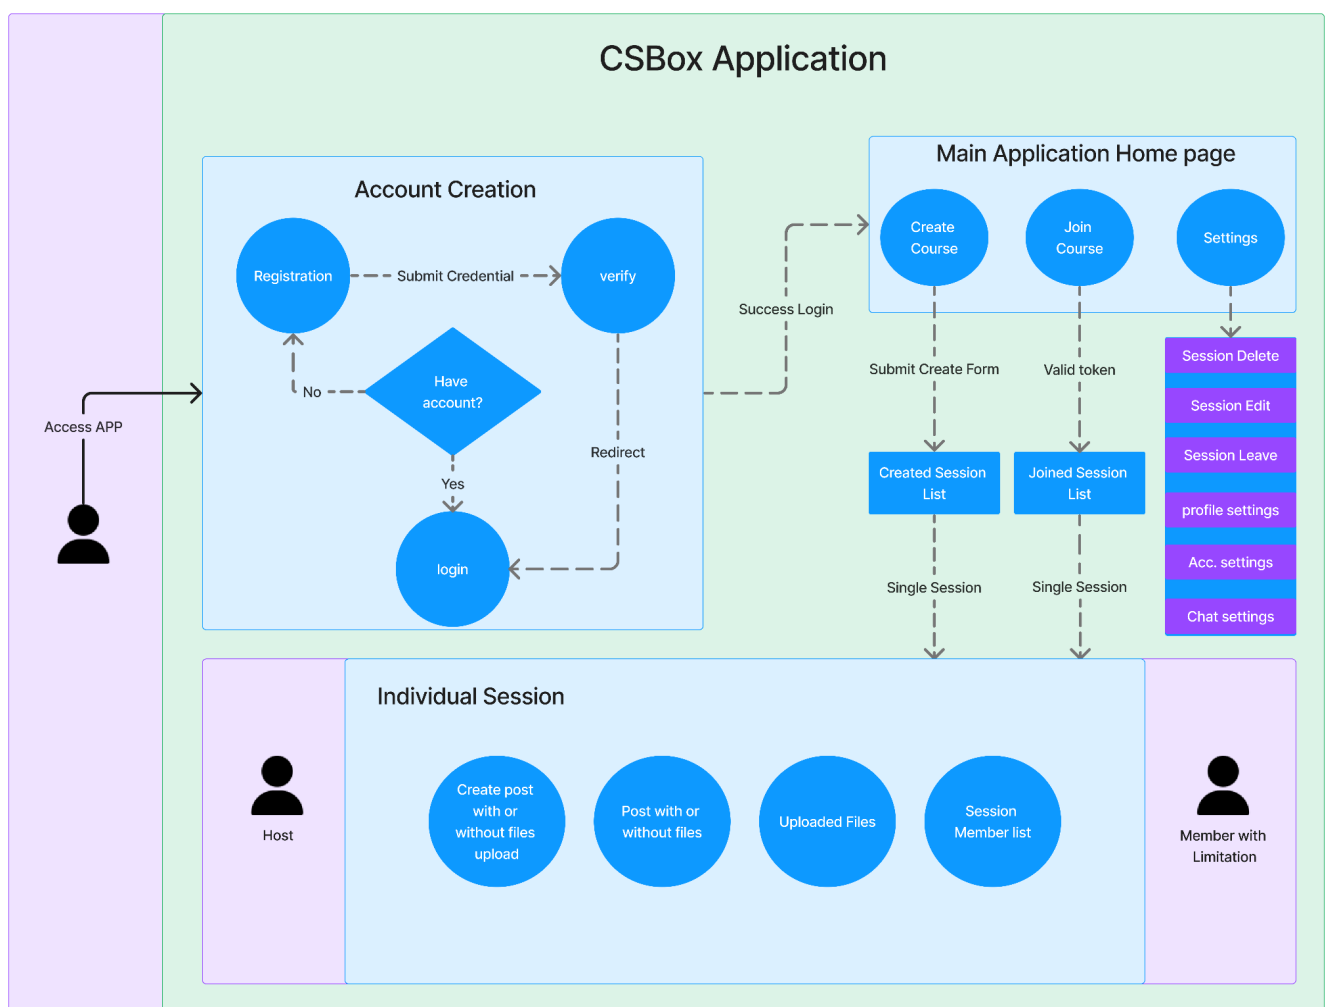 CSBox Application
Main Application Home page
Account Creation
Create
Course
Join
Course
Settings
Registration
Submit Credential
verify
Success Login
Session Delete
Submit Create Form
Valid token
Have
account?
No
Session Edit
Access APP
Redirect
Session Leave
Yes
Created Session
List
Joined Session
List
profile settings
login
Acc. settings
Single Session
Single Session
Chat settings
Individual Session
Create post
with or
without files
upload
Post with or
without files
Uploaded Files
Session
Member list
Host
Member with
Limitation